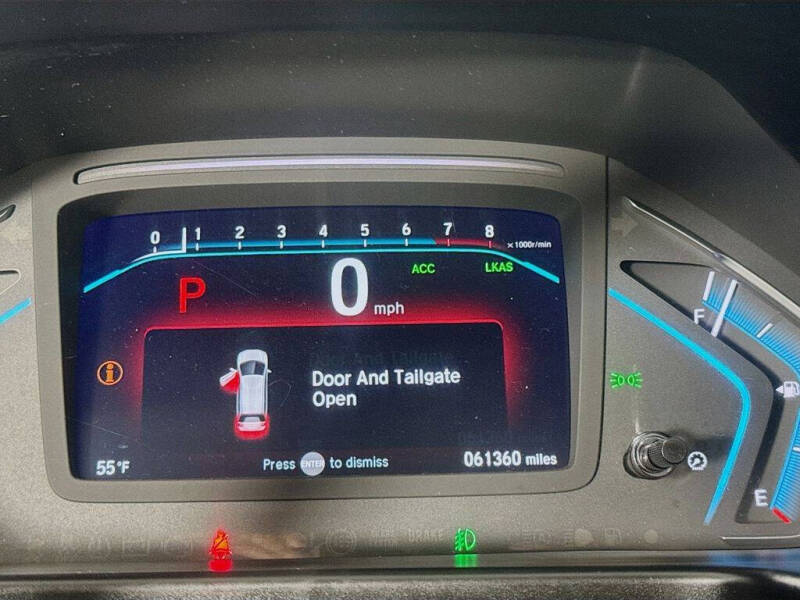 0 1 2 3 4 5 6 7 8 x1000r/min
ACC LKAS
P 0 mph
F
Door And Tailgate
Open
55°F
Press ENTER to dismiss
061360 miles
E